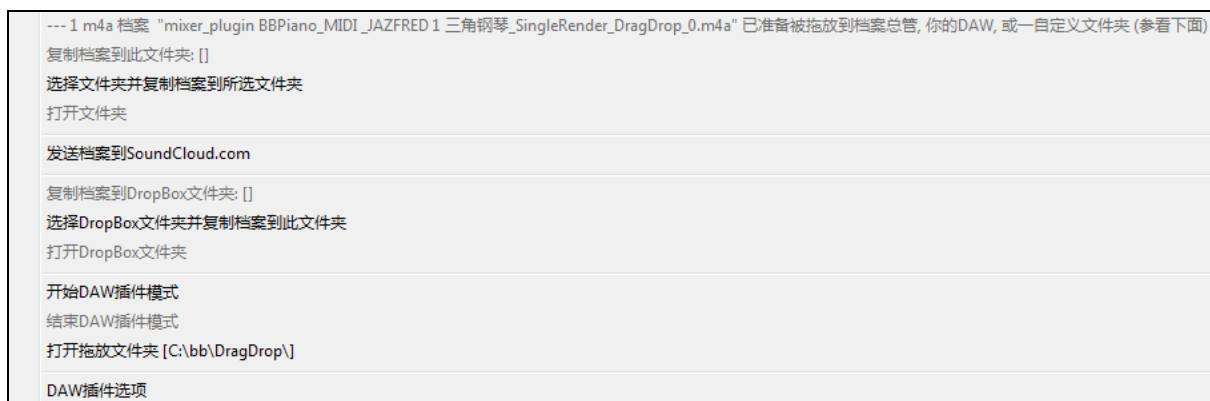 --- 1 m4a 档案  "mixer_plugin BBPiano_MIDI _JAZFRED 1 三角钢琴_SingleRender_DragDrop_0.m4a" 已准备被拖放到档案总管, 你的DAW, 或一自定义文件夹 (参看下面)
复制档案到此文件夹: []
选择文件夹并复制档案到所选文件夹
打开文件夹
发送档案到SoundCloud.com
复制档案到DropBox文件夹: []
选择DropBox文件夹并复制档案到此文件夹
打开DropBox文件夹
开始DAW插件模式
结束DAW插件模式
打开拖放文件夹 [C:\bb\DragDrop\]
DAW插件选项